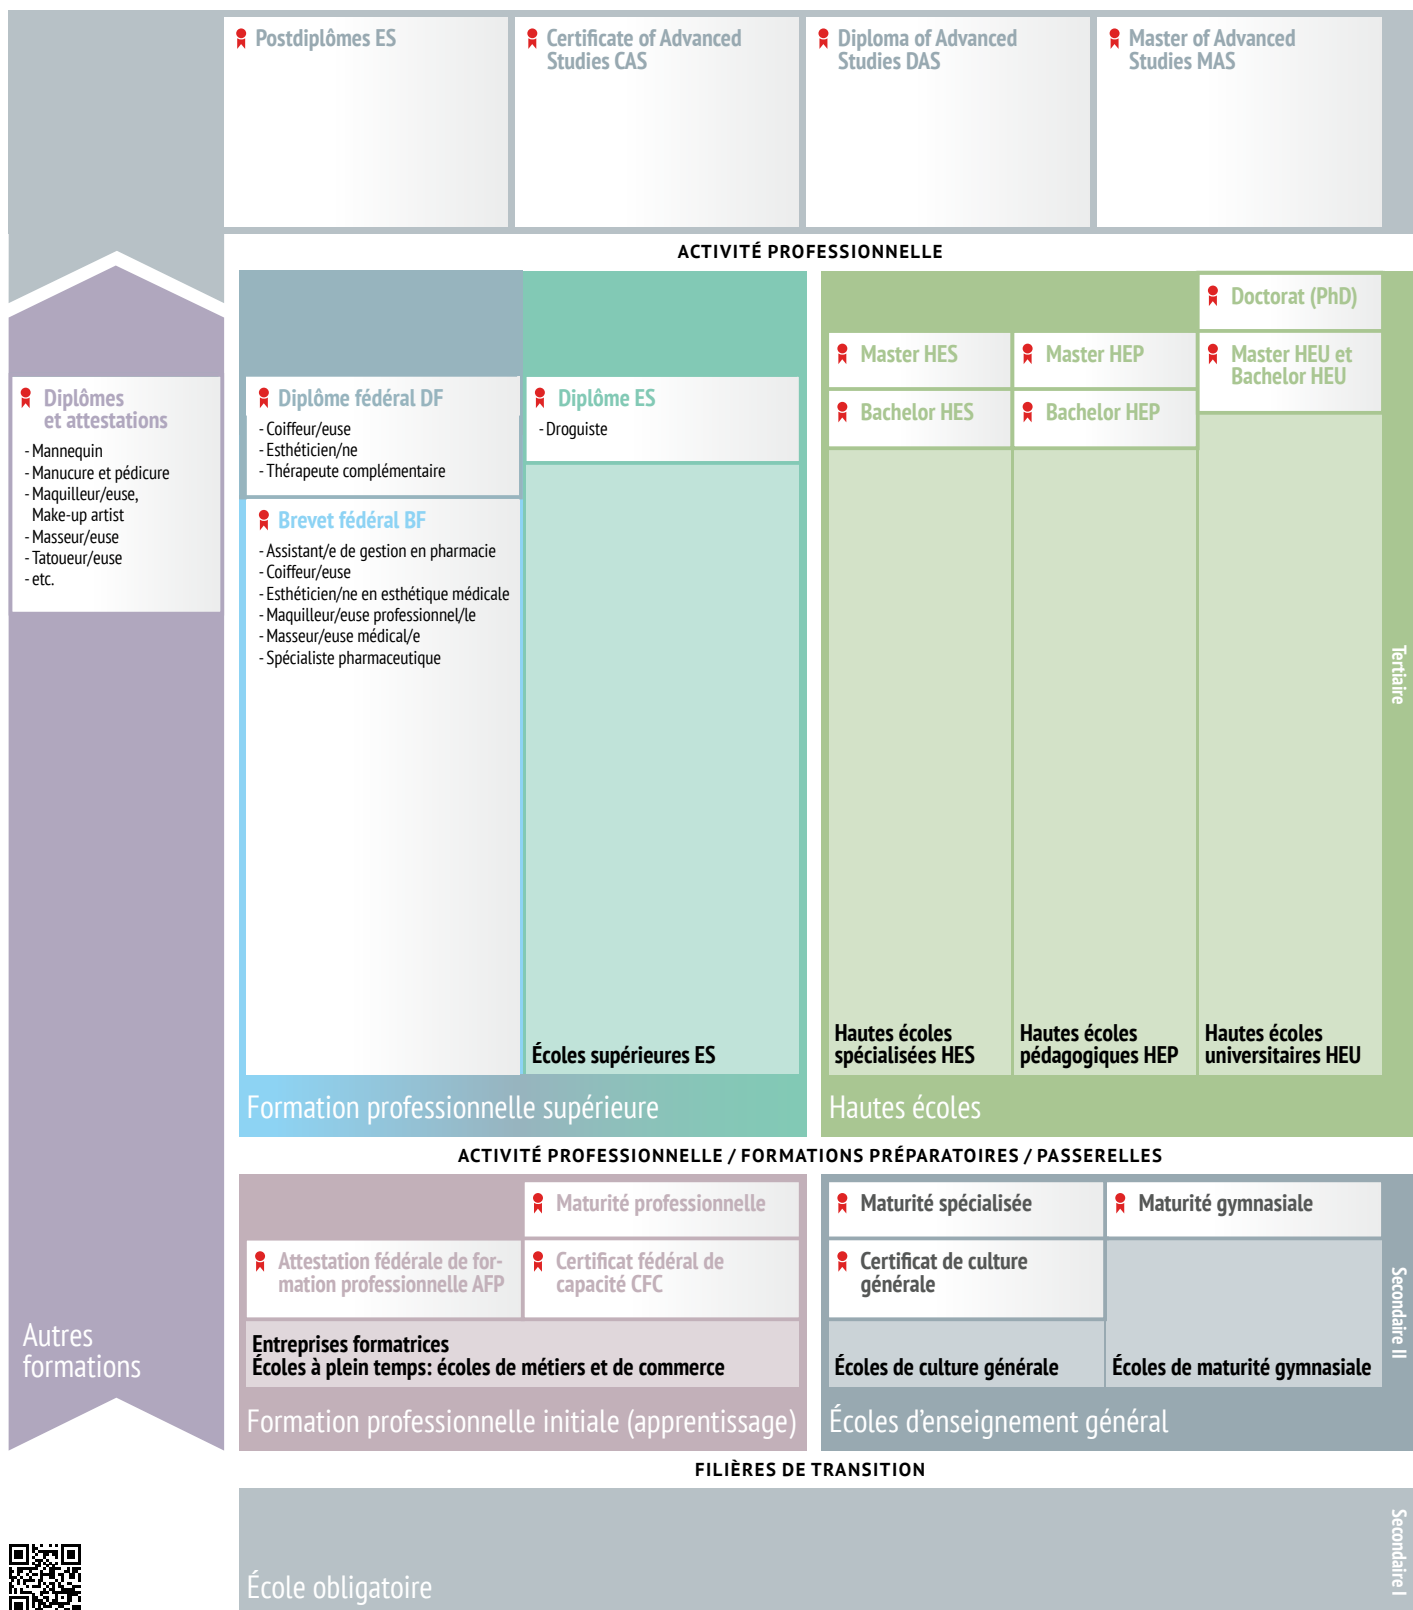 Postdiplômes ES
Certificate of Advanced
Studies CAS
Diploma of Advanced
Studies DAS
Master of Advanced
Studies MAS
ACTIVITÉ PROFESSIONNELLE
Diplômes
et attestations
- Mannequin
- Manucure et pédicure
- Maquilleur/euse,
Make-up artist
- Masseur/euse
- Tatoueur/euse
- etc.
Autres
formations
Diplôme fédéral DF
- Coiffeur/euse
- Esthéticien/ne
- Thérapeute complémentaire
Brevet fédéral BF
- Assistant/e de gestion en pharmacie
- Coiffeur/euse
- Esthéticien/ne en esthétique médicale
- Maquilleur/euse professionnel/le
- Masseur/euse médical/e
- Spécialiste pharmaceutique
Diplôme ES
- Droguiste
Écoles supérieures ES
Formation professionnelle supérieure
Doctorat (PhD)
Master HES
Master HEP
Master HEU et
Bachelor HEU
Bachelor HES
Bachelor HEP
Hautes écoles
spécialisées HES
Hautes écoles
pédagogiques HEP
Hautes écoles
universitaires HEU
Hautes écoles
Tertiaire
ACTIVITÉ PROFESSIONNELLE / FORMATIONS PRÉPARATOIRES / PASSERELLES
Maturité professionnelle
Attestation fédérale de for-
mation professionnelle AFP
Certificat fédéral de
capacité CFC
Entreprises formatrices
Écoles à plein temps: écoles de métiers et de commerce
Formation professionnelle initiale (apprentissage)
Maturité spécialisée
Maturité gymnasiale
Certificat de culture
générale
Écoles de culture générale
Écoles de maturité gymnasiale
Écoles d'enseignement général
Secondaire II
FILIÈRES DE TRANSITION
École obligatoire
Secondaire I